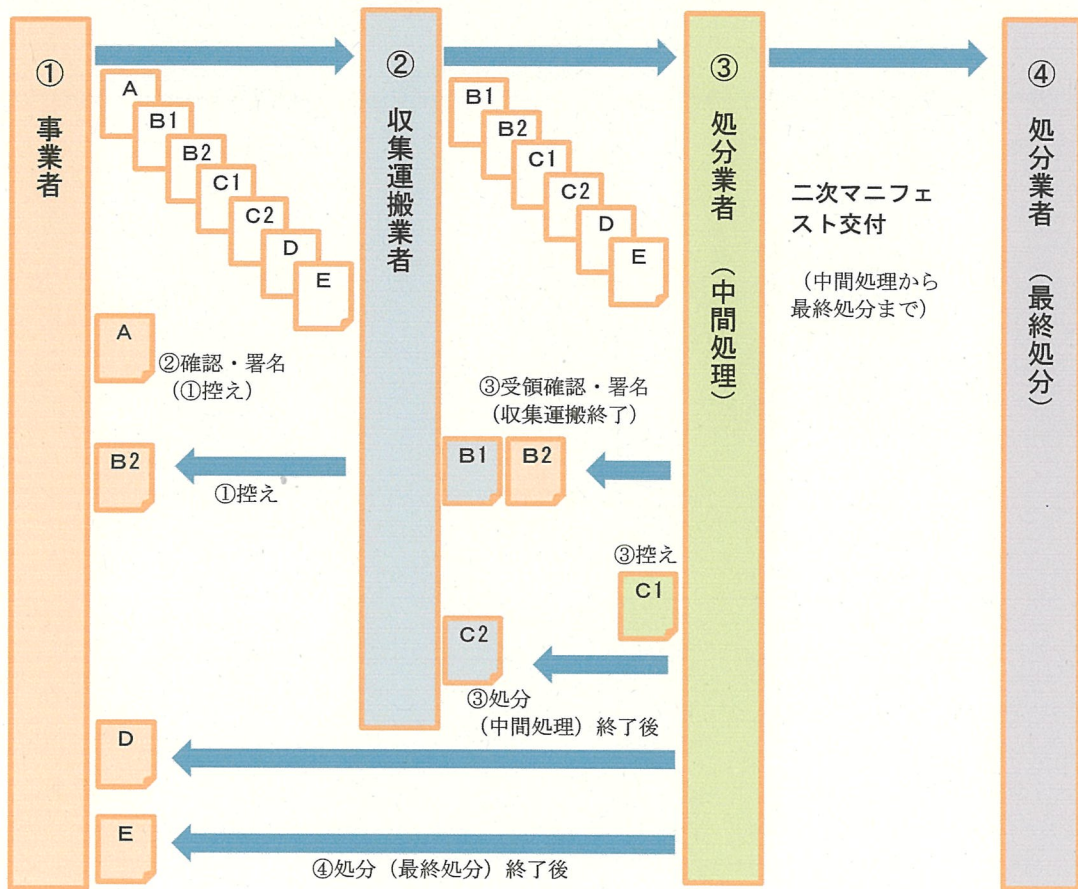 ① 事業者
A
B1
B2
C1
C2
D
E
② 収集運搬業者
B1
B2
C1
C2
D
E
③ 処分業者（中間処理）
二次マニフェ
スト交付
（中間処理から
最終処分まで）
④ 処分業者（最終処分）
A
②確認・署名
（①控え）
③受領確認・署名
（収集運搬終了）
B2
①控え
B1
B2
③控え
C1
C2
③処分
（中間処理）終了後
D
E
④処分（最終処分）終了後